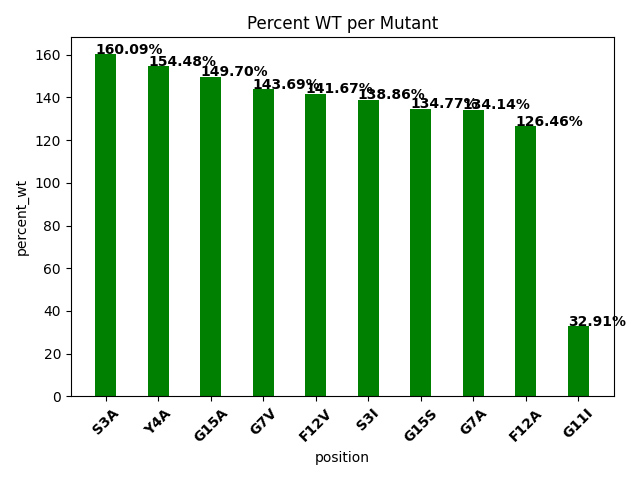 Percent WT per Mutant
percent_wt
160
140
120
100
80
60
40
20
0
160.09%
154.48%
149.70%
143.69%
141.67%
138.86%
134.77%
134.14%
126.46%
32.91%
S3A
Y4A
G15A
G7V
F12V
S3I
G15S
G7A
F12A
G11I
position